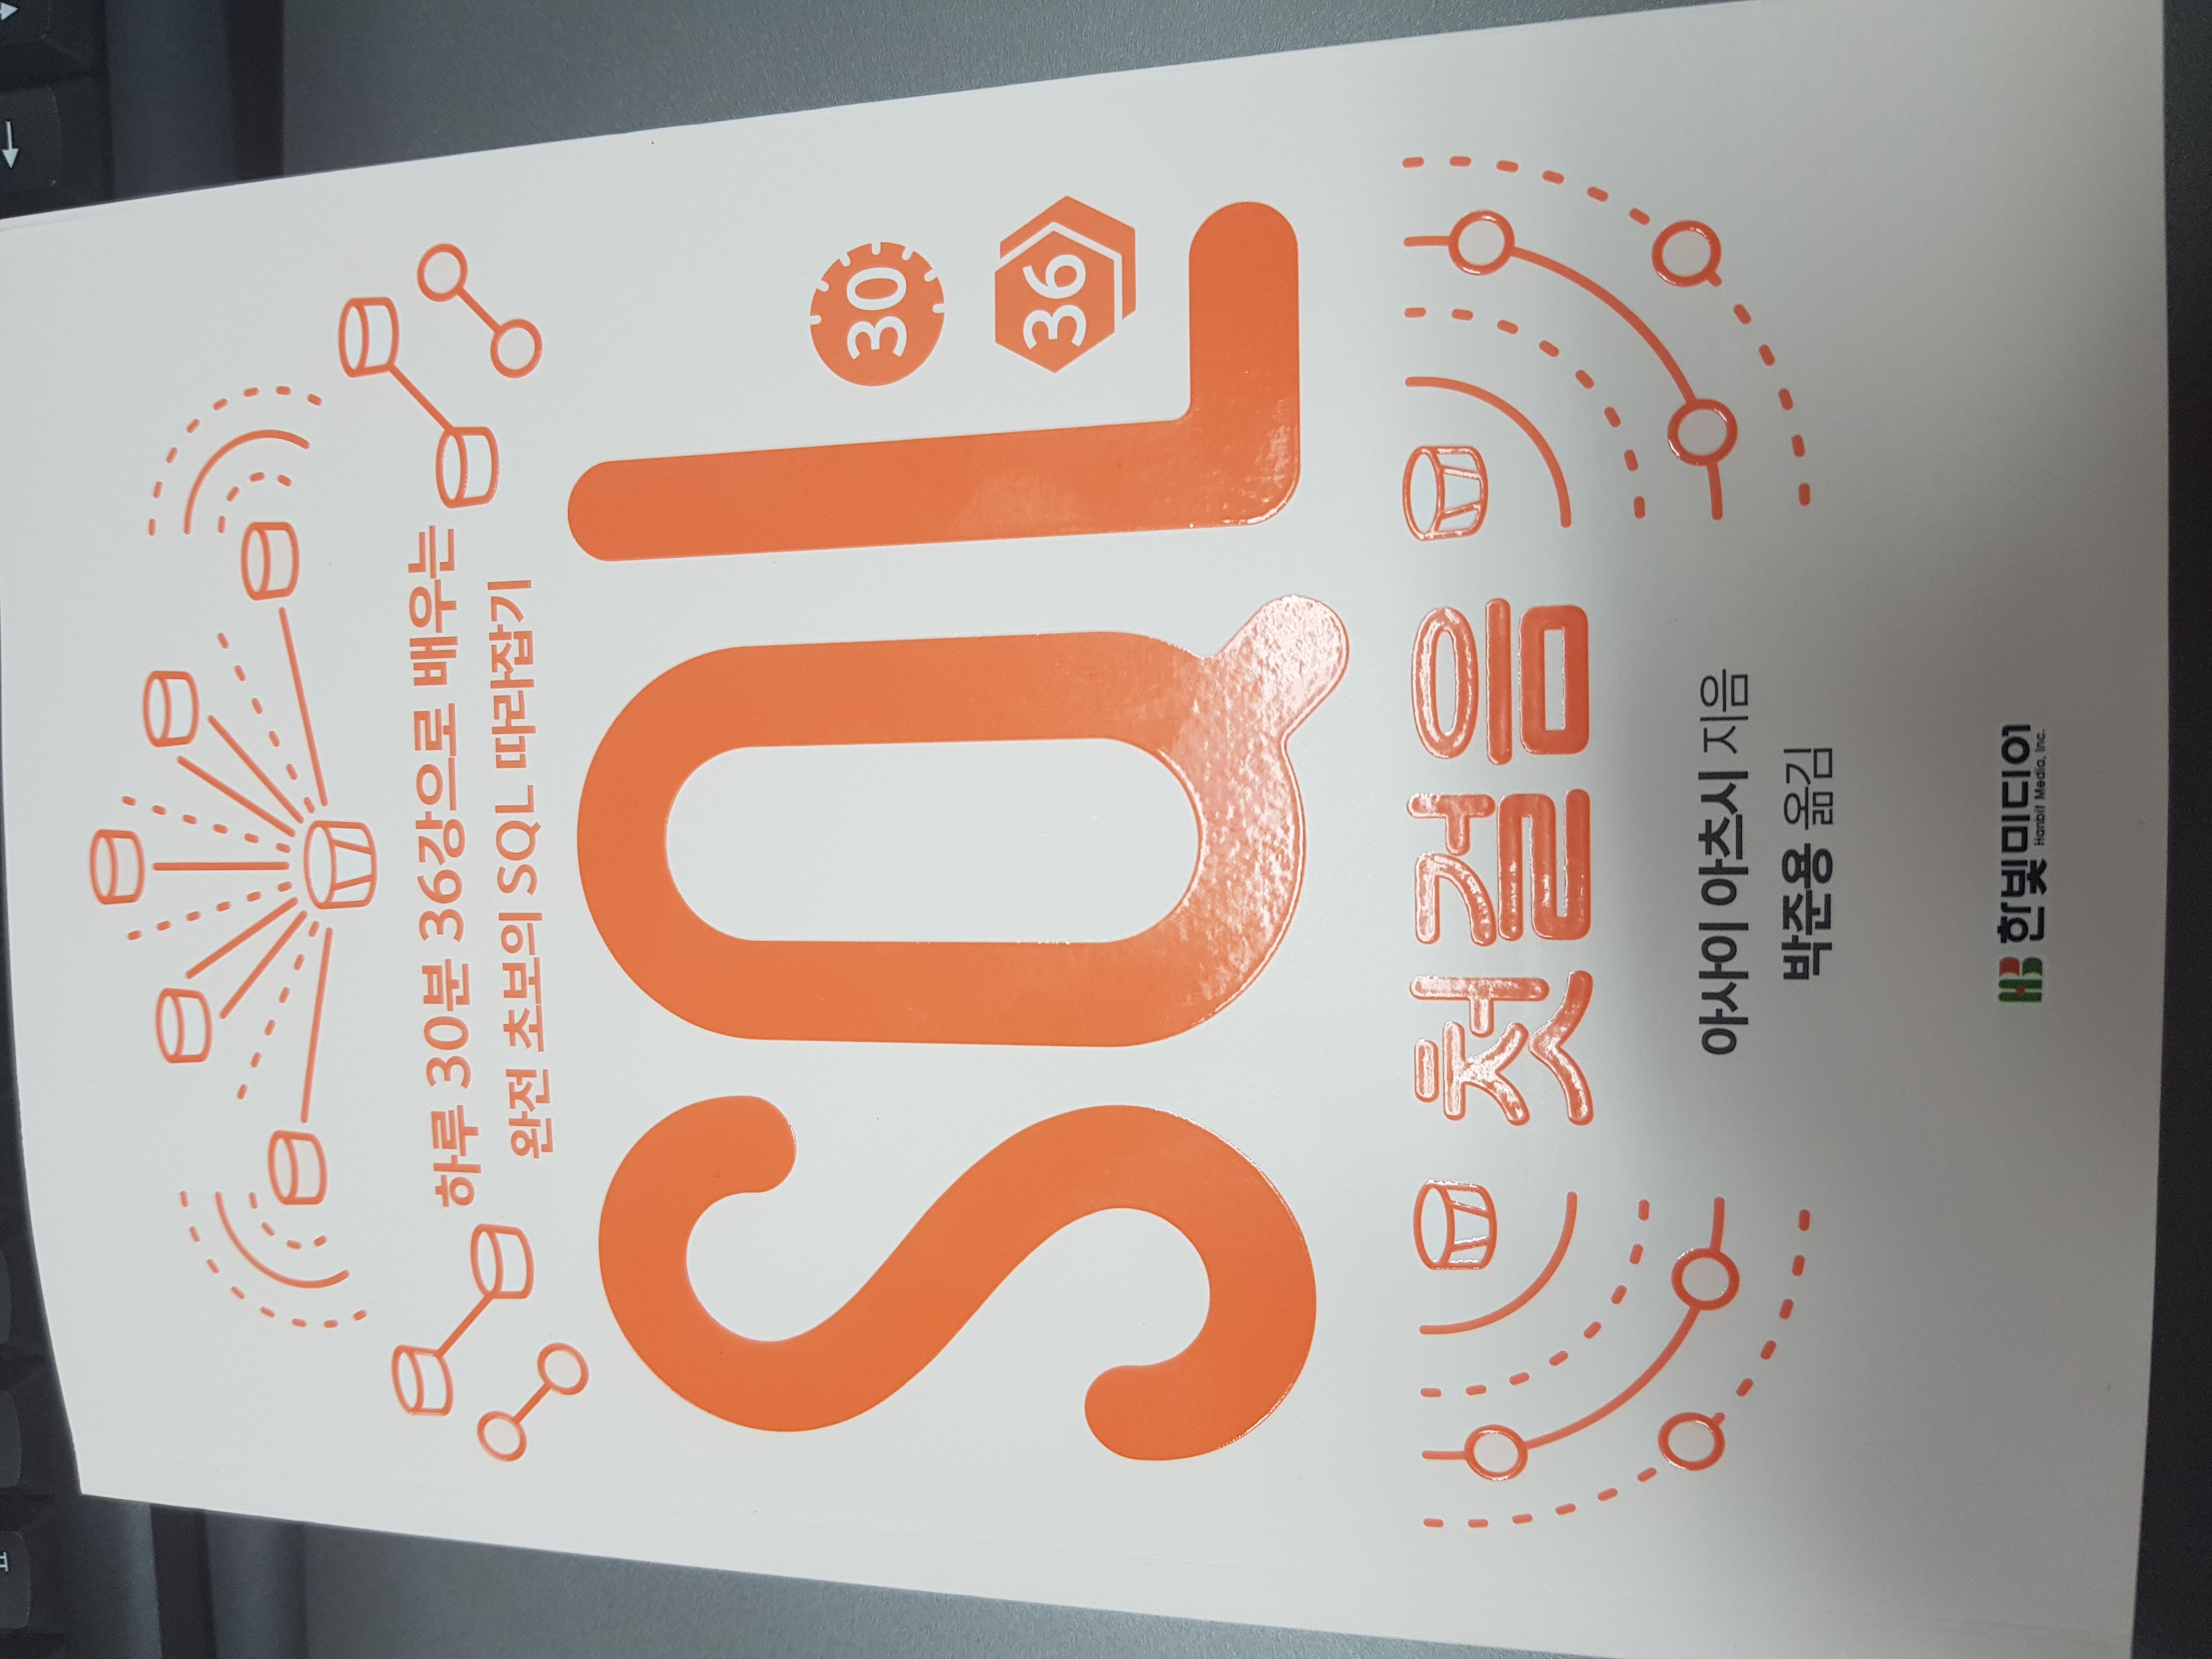 하루 30분 36강으로 배우는
완전 초보의 SQL 따라잡기
SQL
30
36
첫걸음
아사이 아츠시 지음
박준용 옮김
HB 한빛미디어
Hanbit Media, Inc.